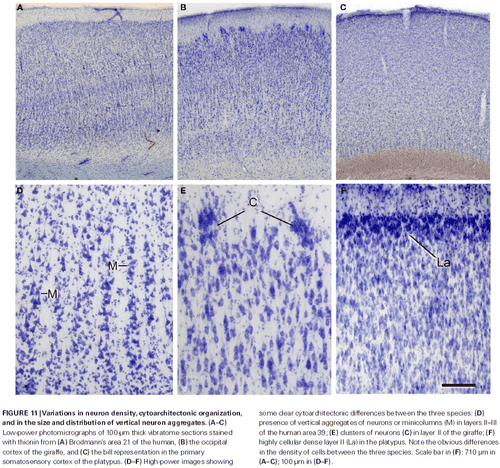 A
B
C
D
M
M
E
C
F
La
FIGURE 11 | Variations in neuron density, cytoarchitectonic organization,
and in the size and distribution of vertical neuron aggregates. (A–C)
Low-power photomicrographs of 100 μm thick vibratome sections stained
with thionin from (A) Brodmann's area 21 of the human, (B) the occipital
cortex of the giraffe, and (C) the bill representation in the primary
somatosensory cortex of the platypus. (D–F) High-power images showing
some clear cytoarchitectonic differences between the three species: (D)
presence of vertical aggregates of neurons or minicolumns (M) in layers II–III
of the human area 39; (E) clusters of neurons (C) in layer II of the giraffe; (F)
highly cellular dense layer II (La) in the platypus. Note the obvious differences
in the density of cells between the three species. Scale bar in (F): 710 μm in
(A–C); 100 μm in (D–F).